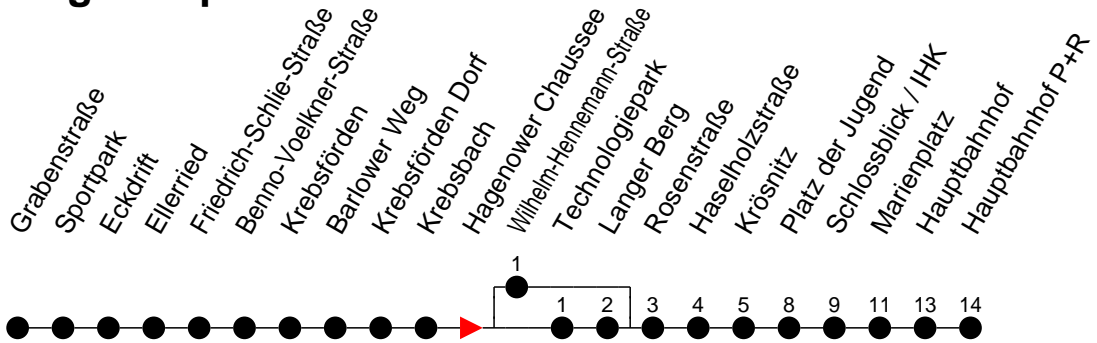 Grabenstraße
Sportpark
Eckdrift
Ellerried
Friedrich-Schlie-Straße
Benno-Voelkner-Straße
Krebsförden
Barlower Weg
Krebsförden Dorf
Krebsbach
Hagenower Chaussee
Wilhelm-Hennemann-Straße
Technologiepark
Langer Berg
Rosenstraße
Haselholzstraße
Krösnitz
Platz der Jugend
Schlossblick / IHK
Marienplatz
Hauptbahnhof
Hauptbahnhof P+R
1
1 2 3 4 5 8 9 11 13 14